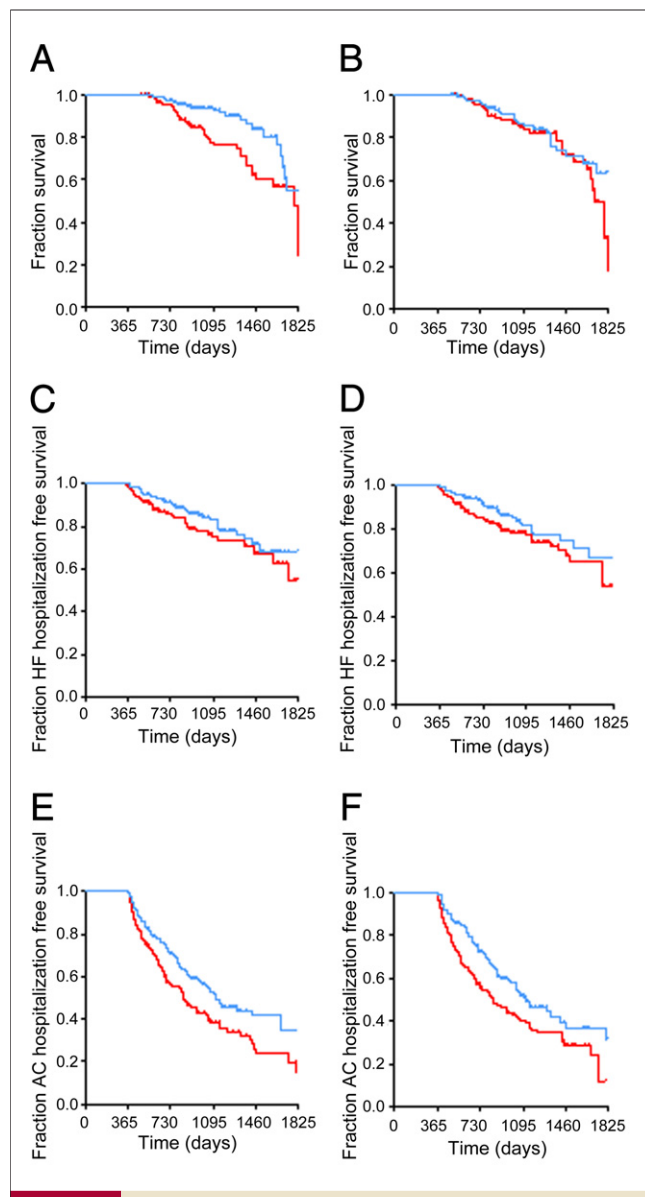 A
Fraction survival
1.0
0.8
0.6
0.4
0.2
0.0
0 365 730 1095 1460 1825
Time (days)
B
Fraction survival
1.0
0.8
0.6
0.4
0.2
0.0
0 365 730 1095 1460 1825
Time (days)
C
Fraction HF hospitalization free survival
1.0
0.8
0.6
0.4
0.2
0.0
0 365 730 1095 1460 1825
Time (days)
D
Fraction HF hospitalization free survival
1.0
0.8
0.6
0.4
0.2
0.0
0 365 730 1095 1460 1825
Time (days)
E
Fraction AC hospitalization free survival
1.0
0.8
0.6
0.4
0.2
0.0
0 365 730 1095 1460 1825
Time (days)
F
Fraction AC hospitalization free survival
1.0
0.8
0.6
0.4
0.2
0.0
0 365 730 1095 1460 1825
Time (days)